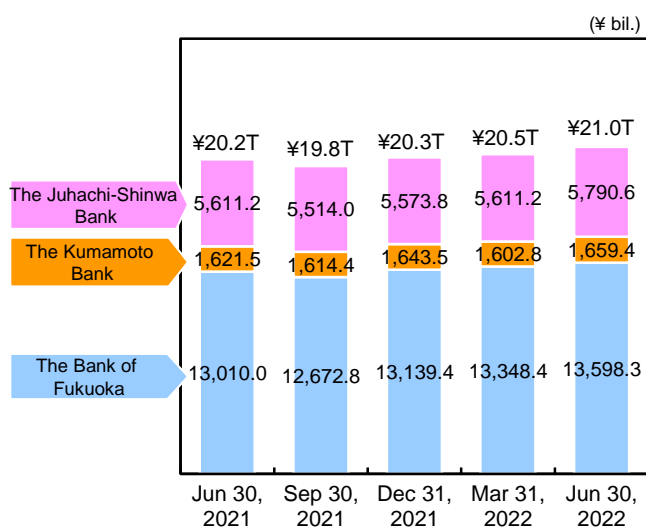 (¥ bil.)
¥20.2T
¥19.8T
¥20.3T
¥20.5T
¥21.0T
The Juhachi-Shinwa
Bank
5,611.2
5,514.0
5,573.8
5,611.2
5,790.6
The Kumamoto
Bank
1,621.5
1,614.4
1,643.5
1,602.8
1,659.4
The Bank of
Fukuoka
13,010.0
12,672.8
13,139.4
13,348.4
13,598.3
Jun 30,
2021
Sep 30,
2021
Dec 31,
2021
Mar 31,
2022
Jun 30,
2022